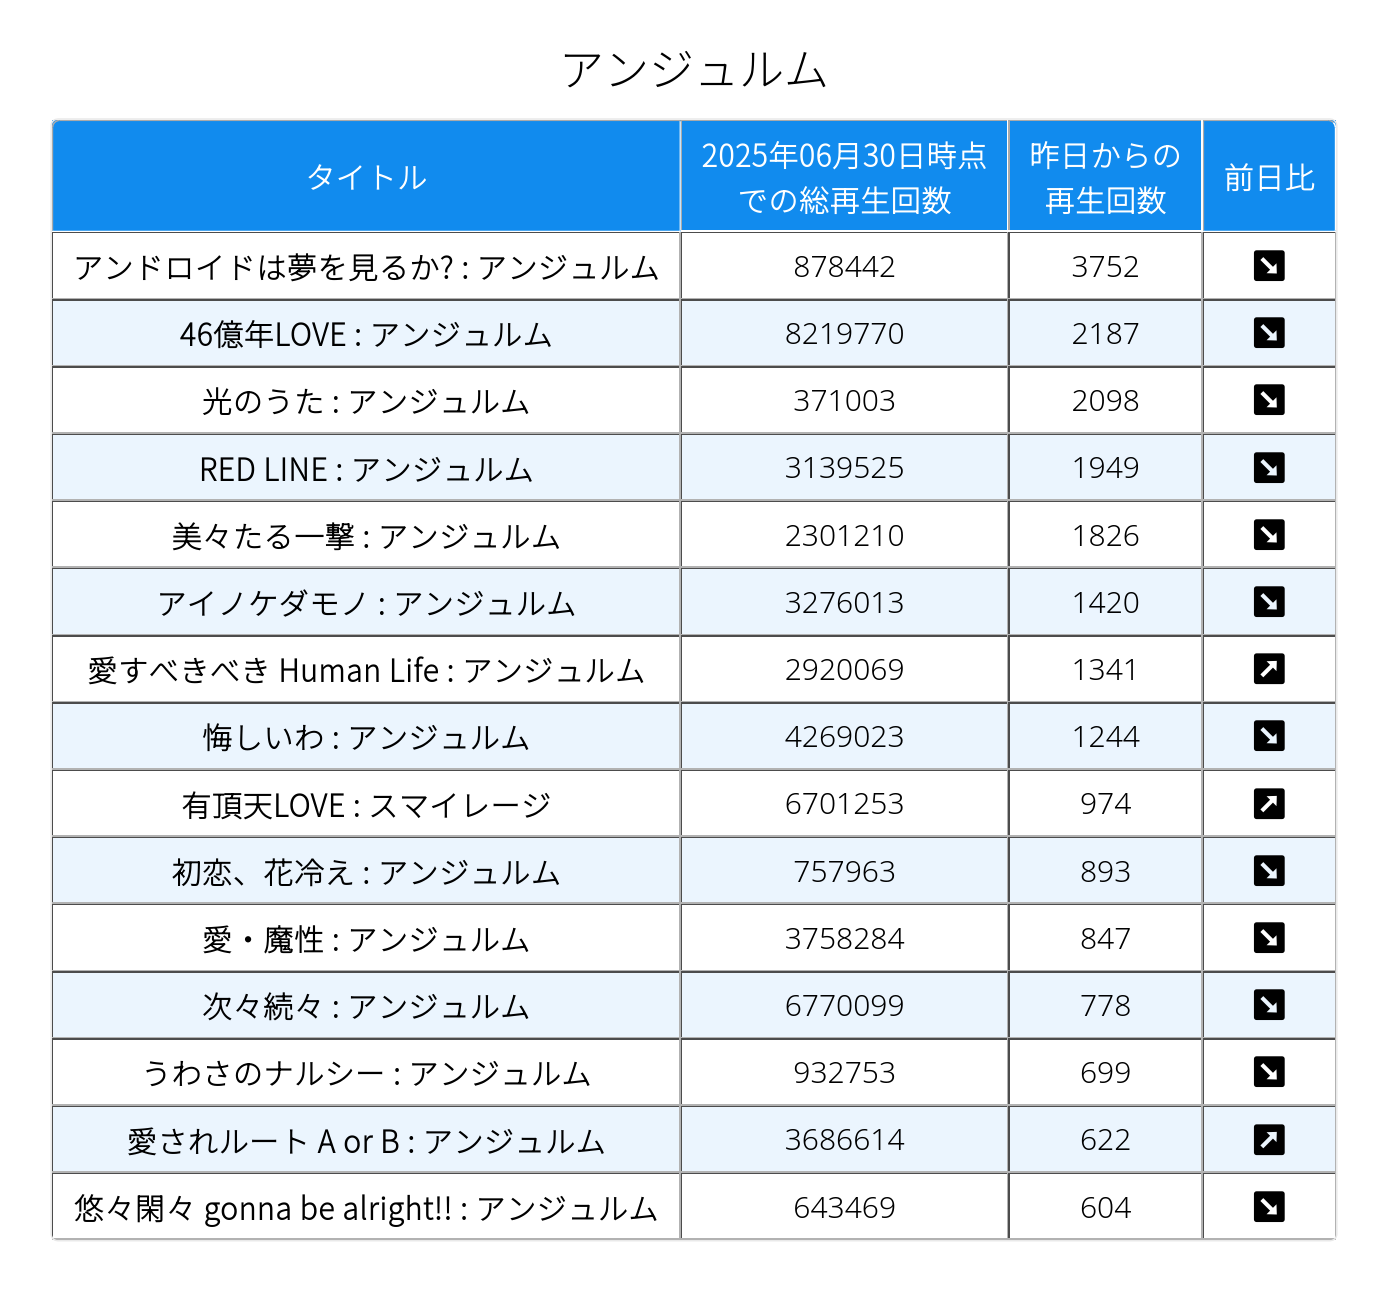 アンジュルム
タイトル 2025年06月30日時点での総再生回数 昨日からの再生回数 前日比
アンドロイドは夢を見るか? : アンジュルム 878442 3752 ↘
46億年LOVE : アンジュルム 8219770 2187 ↘
光のうた : アンジュルム 371003 2098 ↘
RED LINE : アンジュルム 3139525 1949 ↘
美々たる一撃 : アンジュルム 2301210 1826 ↘
アイノケダモノ : アンジュルム 3276013 1420 ↘
愛すべきべき Human Life : アンジュルム 2920069 1341 ↗
悔しいわ : アンジュルム 4269023 1244 ↘
有頂天LOVE : スマイレージ 6701253 974 ↗
初恋、花冷え : アンジュルム 757963 893 ↘
愛・魔性 : アンジュルム 3758284 847 ↘
次々続々 : アンジュルム 6770099 778 ↘
うわさのナルシー : アンジュルム 932753 699 ↘
愛されルート A or B : アンジュルム 3686614 622 ↗
悠々閑々 gonna be alright!! : アンジュルム 643469 604 ↘